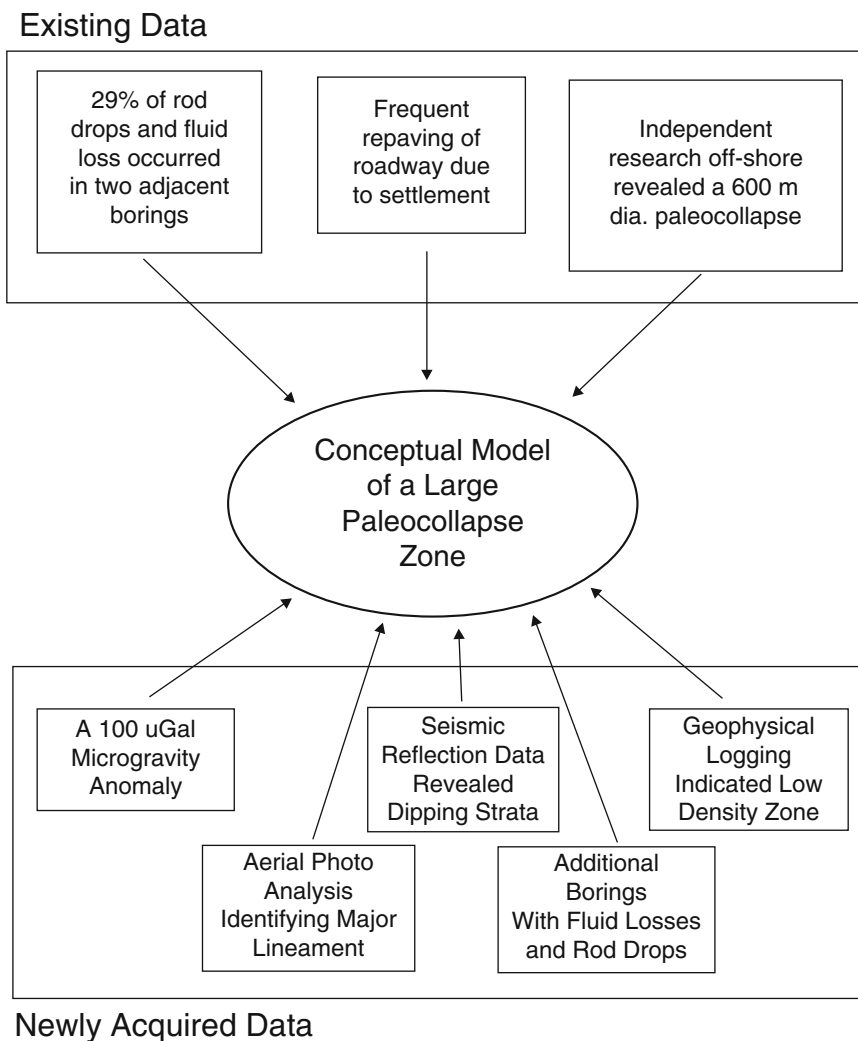 Existing Data
29% of rod
drops and fluid
loss occurred
in two adjacent
borings
Frequent
repaving of
roadway due
to settlement
Independent
research off-shore
revealed a 600 m
dia. paleocollapse
Conceptual Model
of a Large
Paleocollapse
Zone
A 100 uGal
Microgravity
Anomaly
Aerial Photo
Analysis
Identifying Major
Lineament
Seismic
Reflection Data
Revealed
Dipping Strata
Additional
Borings
With Fluid Losses
and Rod Drops
Geophysical
Logging
Indicated Low
Density Zone
Newly Acquired Data